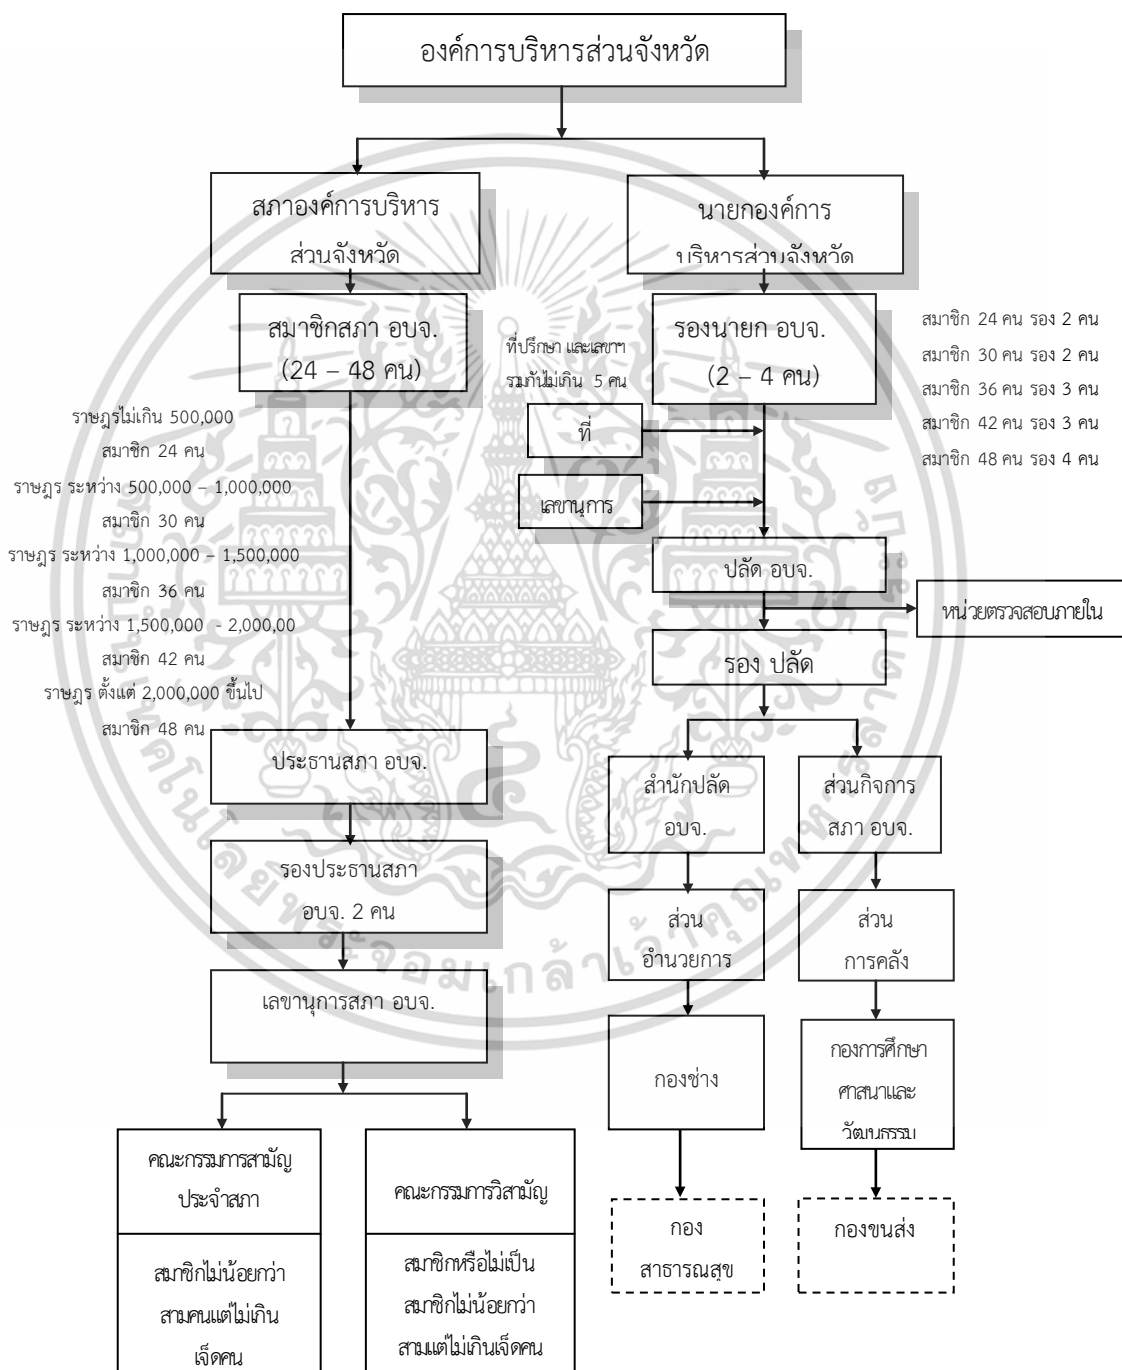 องค์การบริหารส่วนจังหวัด
สภาองค์การบริหาร
ส่วนจังหวัด
นายกองค์การ
บริหารส่วนจังหวัด
สมาชิกสภา อบจ.
(24 – 48 คน)
ที่ปรึกษา และเลขาฯ
รวมกันไม่เกิน 5 คน
รองนายก อบจ.
(2 – 4 คน)
สมาชิก 24 คน รอง 2 คน
สมาชิก 30 คน รอง 2 คน
สมาชิก 36 คน รอง 3 คน
สมาชิก 42 คน รอง 3 คน
สมาชิก 48 คน รอง 4 คน
ราษฎรไม่เกิน 500,000
สมาชิก 24 คน
ราษฎร ระหว่าง 500,000 – 1,000,000
สมาชิก 30 คน
ราษฎร ระหว่าง 1,000,000 – 1,500,000
สมาชิก 36 คน
ราษฎร ระหว่าง 1,500,000 - 2,000,00
สมาชิก 42 คน
ราษฎร ตั้งแต่ 2,000,000 ขึ้นไป
สมาชิก 48 คน
ที่
เลขานุการ
ปลัด อบจ.
หน่วยตรวจสอบภายใน
รอง ปลัด
ประธานสภา อบจ.
รองประธานสภา
อบจ. 2 คน
เลขานุการสภา อบจ.
สำนักปลัด
อบจ.
ส่วนกิจการ
สภา อบจ.
ส่วน
อำนวยการ
ส่วน
การคลัง
กองช่าง
กองการศึกษา
ศาสนาและ
วัฒนธรรม
กอง
สาธารณสุข
กองขนส่ง
คณะกรรมการสามัญ
ประจำสภา
สมาชิกไม่น้อยกว่า
สามคนแต่ไม่เกิน
เจ็ดคน
คณะกรรมการวิสามัญ
สมาชิกหรือไม่เป็น
สมาชิกไม่น้อยกว่า
สามแต่ไม่เกินเจ็ดคน
พระจอมเกล้าเจ้าคุณทหาร